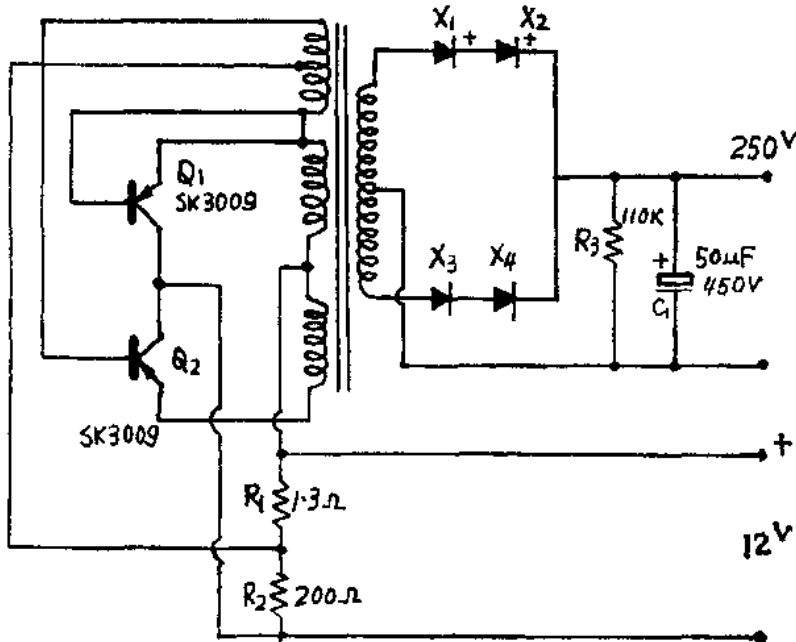 X1 + X2 +
250V
Q1
SK3009
110K
R3
X3 X4
+ 50µF
450V
C1
Q2
SK3009
+
R1 1.3Ω
12V
R2 200Ω